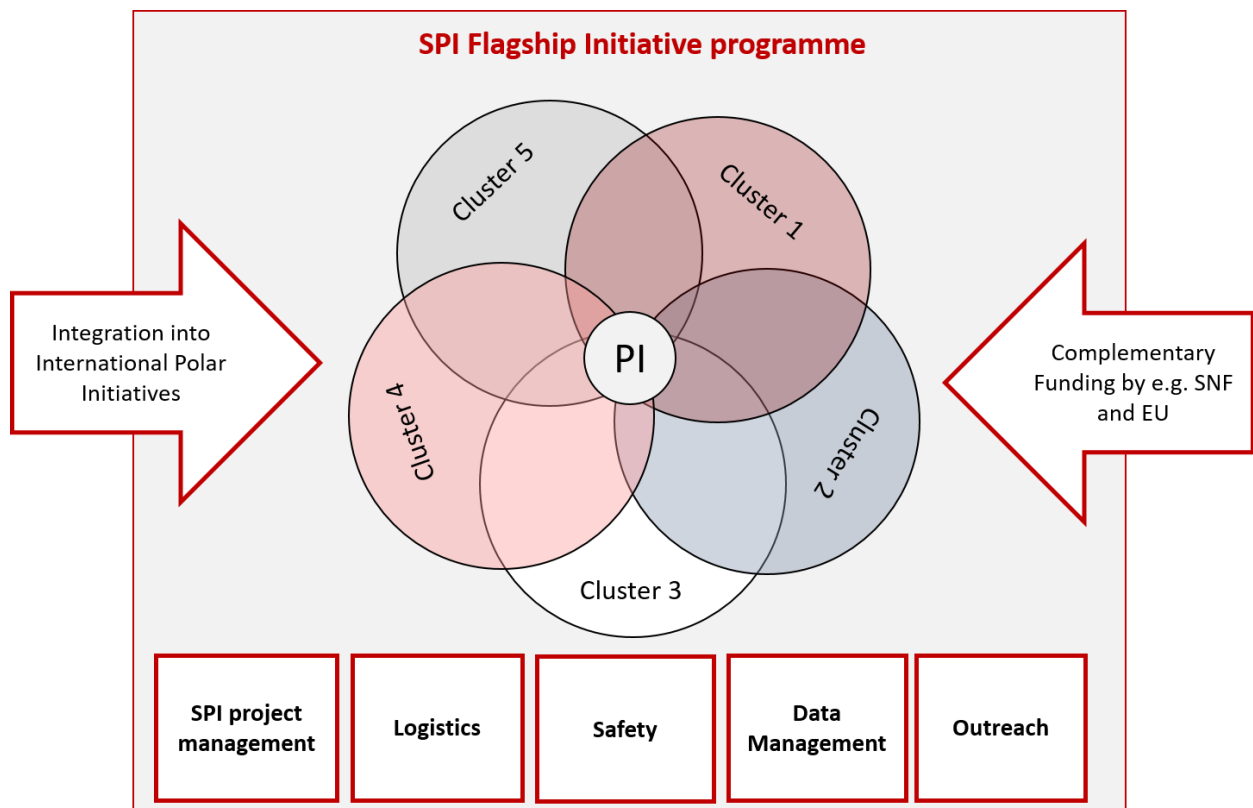 SPI Flagship Initiative programme
Cluster 5
Cluster 1
Integration into
International Polar
Initiatives
PI
Complementary
Funding by e.g. SNF
and EU
Cluster 4
Cluster 2
Cluster 3
SPI project
management
Logistics
Safety
Data
Management
Outreach